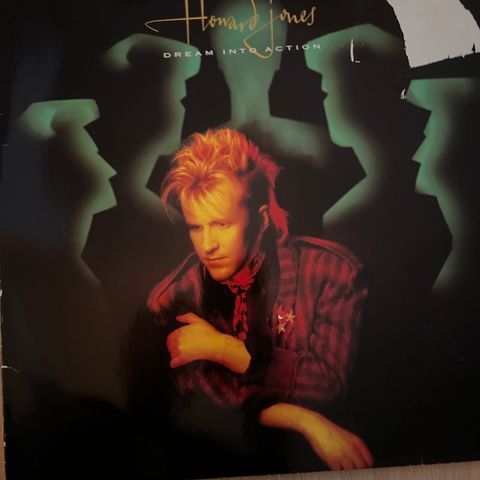 Howard Jones
DREAM INTO ACTION